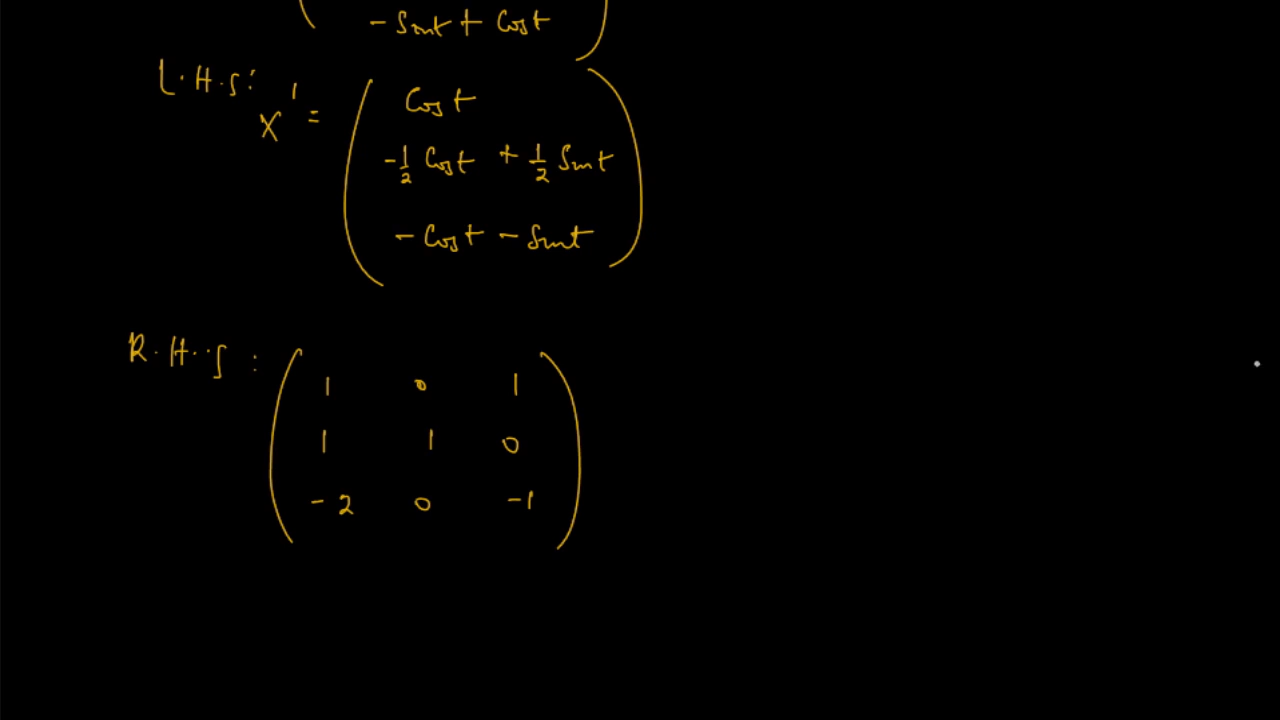 - Sint + Cost
L.H.S: X' = Cost
-1/2 Cost + 1/2 Sint
- Cost - Sint
R.H.S :
1 0 1
1 1 0
-2 0 -1